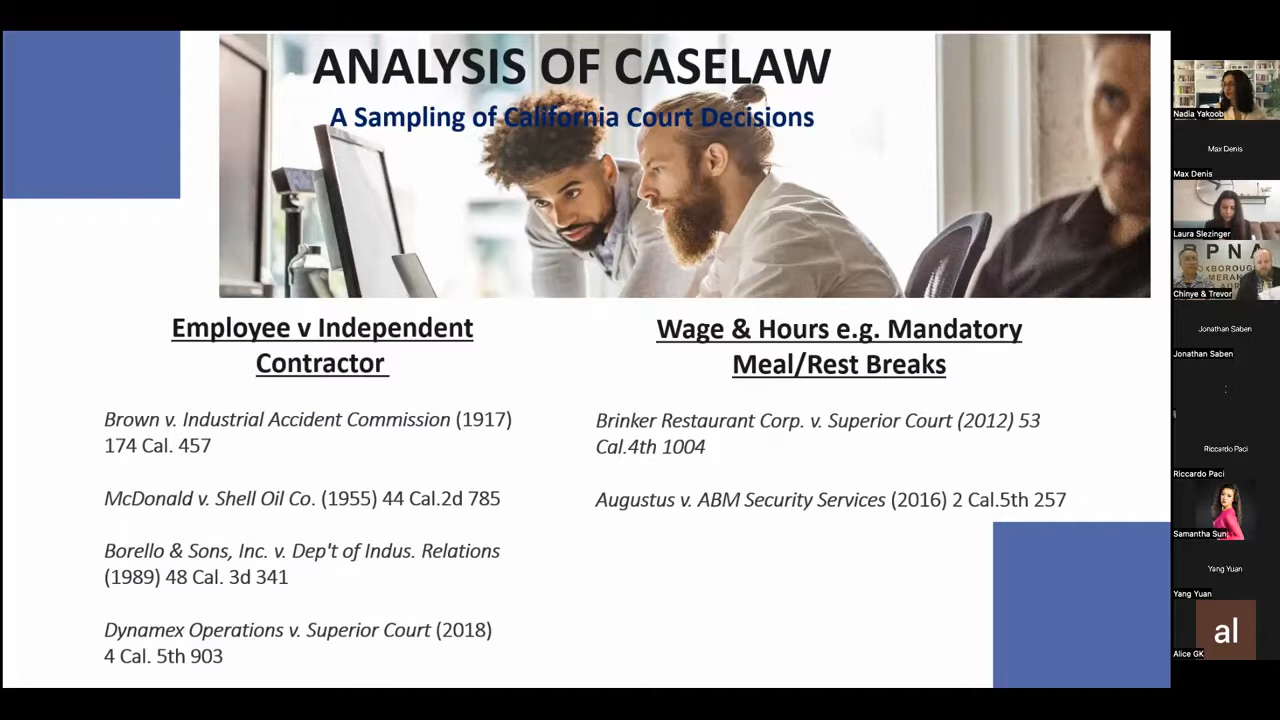 ANALYSIS OF CASELAW
A Sampling of California Court Decisions
Employee v Independent
Contractor
Brown v. Industrial Accident Commission (1917)
174 Cal. 457
McDonald v. Shell Oil Co. (1955) 44 Cal.2d 785
Borello & Sons, Inc. v. Dep't of Indus. Relations
(1989) 48 Cal. 3d 341
Dynamex Operations v. Superior Court (2018)
4 Cal. 5th 903
Wage & Hours e.g. Mandatory
Meal/Rest Breaks
Brinker Restaurant Corp. v. Superior Court (2012) 53
Cal.4th 1004
Augustus v. ABM Security Services (2016) 2 Cal.5th 257
Nadia Yakoob
Max Denis
Max Denis
Laura Slezinger
Chinye & Trevor
Jonathan Saben
Jonathan Saben
Riccardo Paci
Riccardo Paci
Samantha Sun
Yang Yuan
Yang Yuan
al
Alice GK